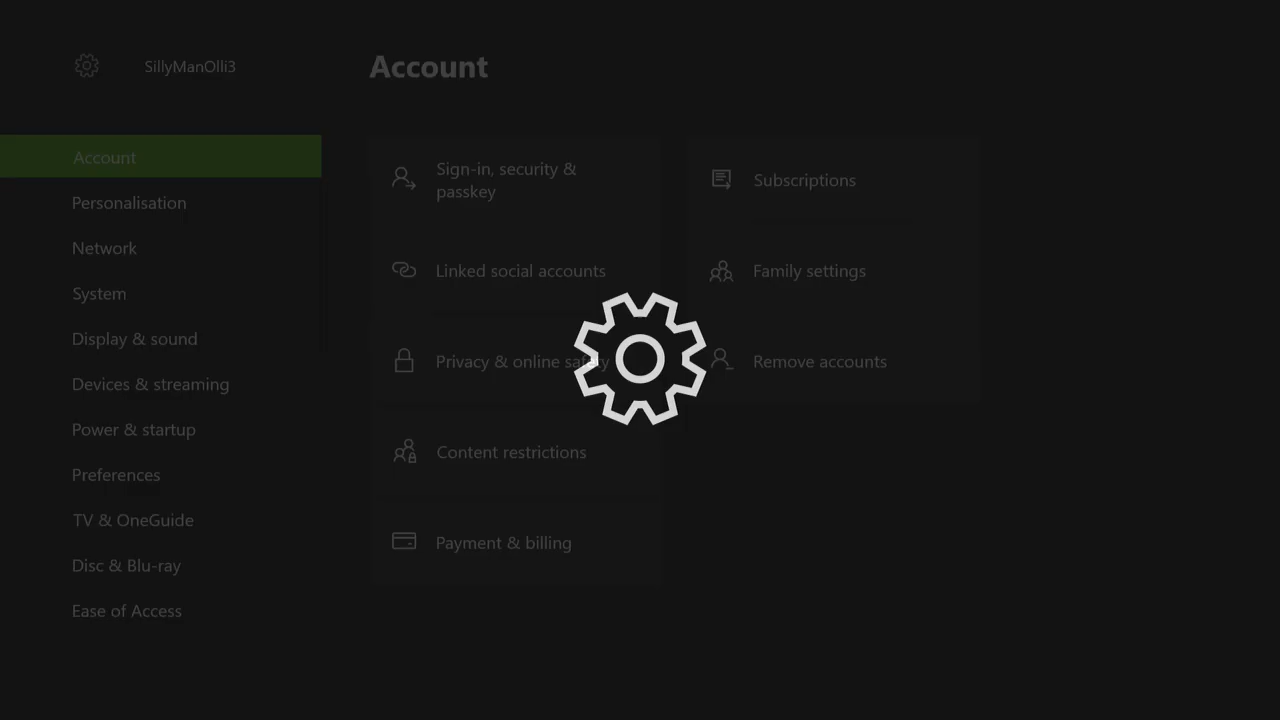 SillyManOlli3
Account
Account
Personalisation
Network
System
Display & sound
Devices & streaming
Power & startup
Preferences
TV & OneGuide
Disc & Blu-ray
Ease of Access
Sign-in, security &
passkey
Linked social accounts
Privacy & online safety
Content restrictions
Payment & billing
Subscriptions
Family settings
Remove accounts